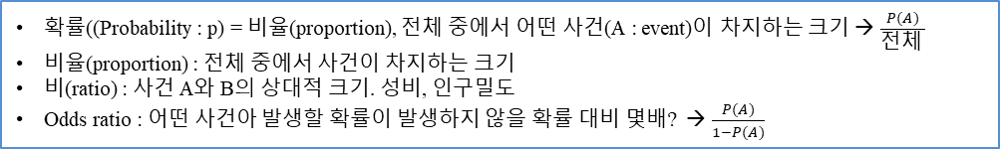 • 확률((Probability : p) = 비율(proportion), 전체 중에서 어떤 사건(A : event)이 차지하는 크기 → P(A)/전체
• 비율(proportion) : 전체 중에서 사건이 차지하는 크기
• 비(ratio) : 사건 A와 B의 상대적 크기. 성비, 인구밀도
• Odds ratio : 어떤 사건아 발생할 확률이 발생하지 않을 확률 대비 몇배? → P(A)/1−P(A)